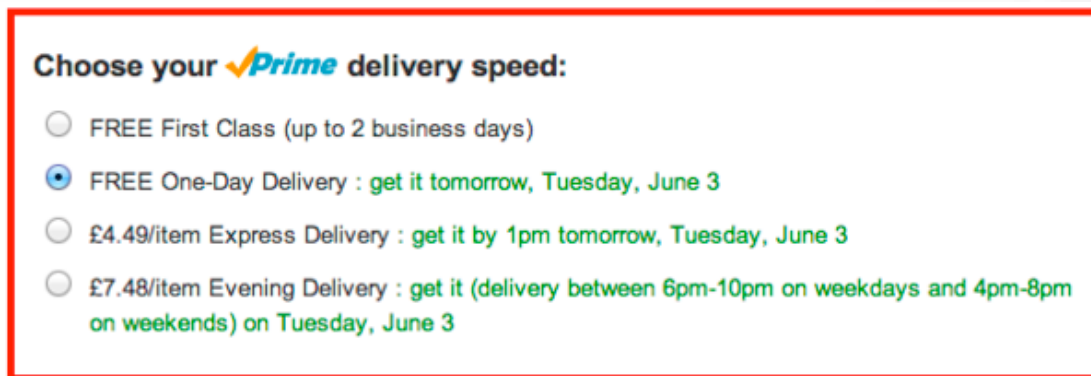 Choose your Prime delivery speed:
FREE First Class (up to 2 business days)
FREE One-Day Delivery : get it tomorrow, Tuesday, June 3
£4.49/item Express Delivery : get it by 1pm tomorrow, Tuesday, June 3
£7.48/item Evening Delivery : get it (delivery between 6pm-10pm on weekdays and 4pm-8pm
on weekends) on Tuesday, June 3